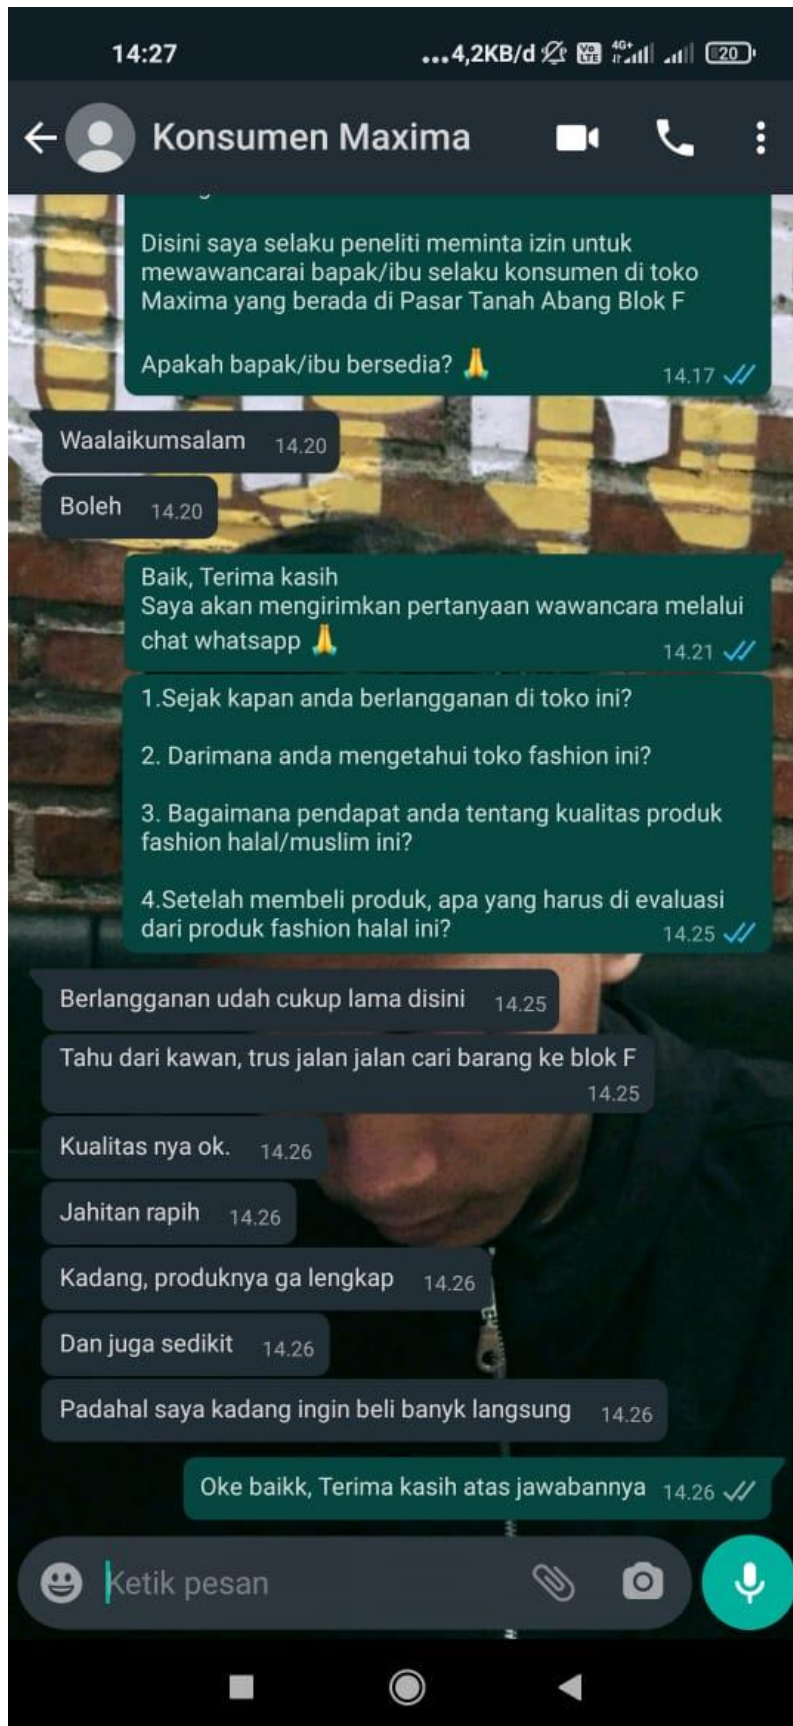 14:27
...4,2KB/d
Vo LTE
4G+
20
Konsumen Maxima
Disini saya selaku peneliti meminta izin untuk
mewawancarai bapak/ibu selaku konsumen di toko
Maxima yang berada di Pasar Tanah Abang Blok F
Apakah bapak/ibu bersedia? 🙏
14.17
Waalaikumsalam 14.20
Boleh 14.20
Baik, Terima kasih
Saya akan mengirimkan pertanyaan wawancara melalui
chat whatsapp 🙏
14.21
1.Sejak kapan anda berlangganan di toko ini?
2. Darimana anda mengetahui toko fashion ini?
3. Bagaimana pendapat anda tentang kualitas produk
fashion halal/muslim ini?
4.Setelah membeli produk, apa yang harus di evaluasi
dari produk fashion halal ini?
14.25
Berlangganan udah cukup lama disini 14.25
Tahu dari kawan, trus jalan jalan cari barang ke blok F
14.25
Kualitas nya ok. 14.26
Jahitan rapih 14.26
Kadang, produknya ga lengkap 14.26
Dan juga sedikit 14.26
Padahal saya kadang ingin beli banyk langsung 14.26
Oke baikk, Terima kasih atas jawabannya 14.26
Ketik pesan